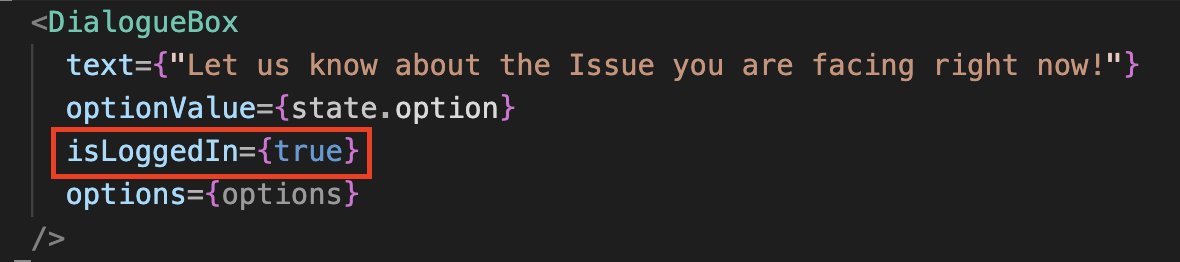 <DialogueBox
text={"Let us know about the Issue you are facing right now!"}
optionValue={state.option}
isLoggedIn={true}
options={options}
/>